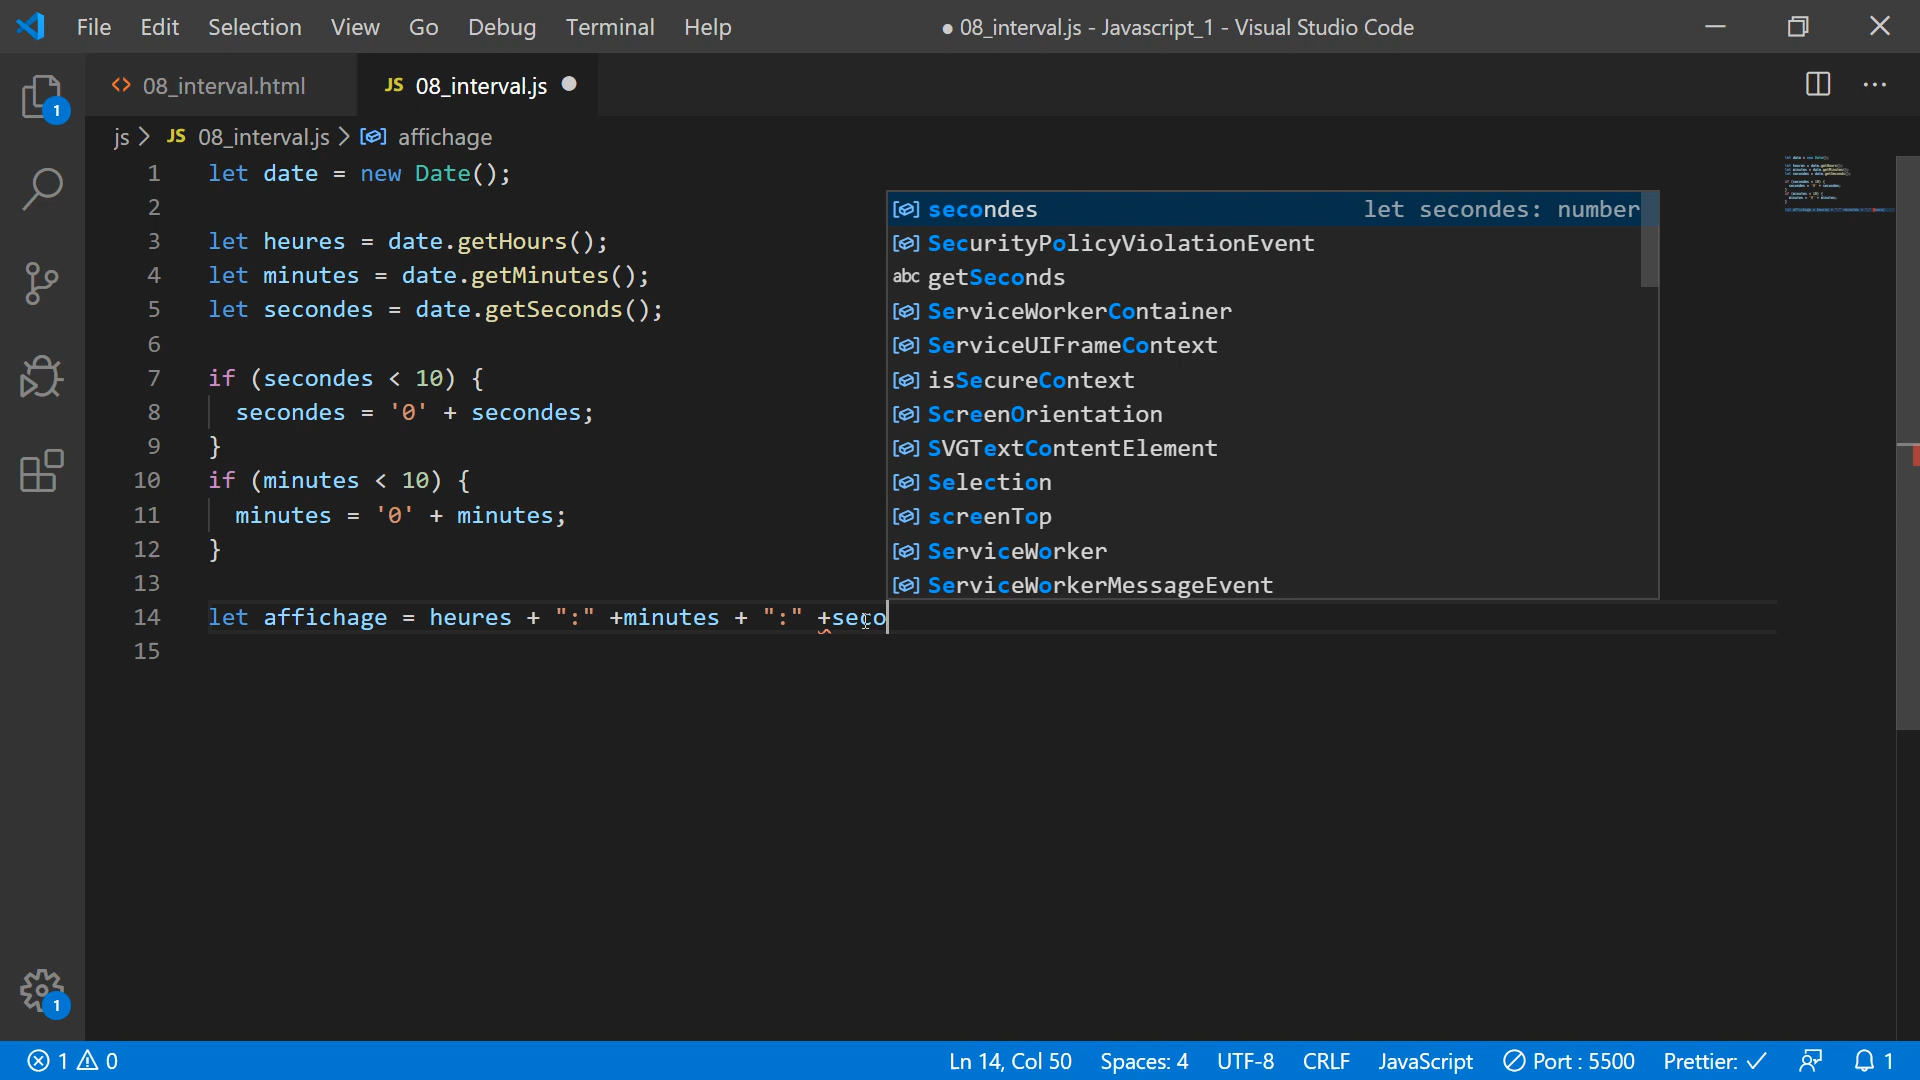 File Edit Selection View Go Debug Terminal Help ● 08_interval.js - Javascript_1 - Visual Studio Code
08_interval.html JS 08_interval.js
js > JS 08_interval.js > affichage
1 let date = new Date();
2
3 let heures = date.getHours();
4 let minutes = date.getMinutes();
5 let secondes = date.getSeconds();
6
7 if (secondes < 10) {
8 secondes = '0' + secondes;
9 }
10 if (minutes < 10) {
11 minutes = '0' + minutes;
12 }
13
14 let affichage = heures + ":" +minutes + ":" +seco
15
secondes let secondes: number
SecurityPolicyViolationEvent
abc getSeconds
ServiceWorkerContainer
ServiceUIFrameContext
isSecureContext
ScreenOrientation
SVGTextContentElement
Selection
screenTop
ServiceWorker
ServiceWorkerMessageEvent
1
1
1 0 Ln 14, Col 50 Spaces: 4 UTF-8 CRLF JavaScript Port : 5500 Prettier: ✓ 1